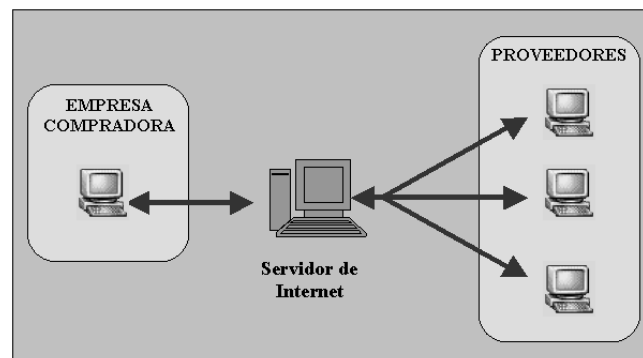 EMPRESA
COMPRADORA
Servidor de
Internet
PROVEEDORES